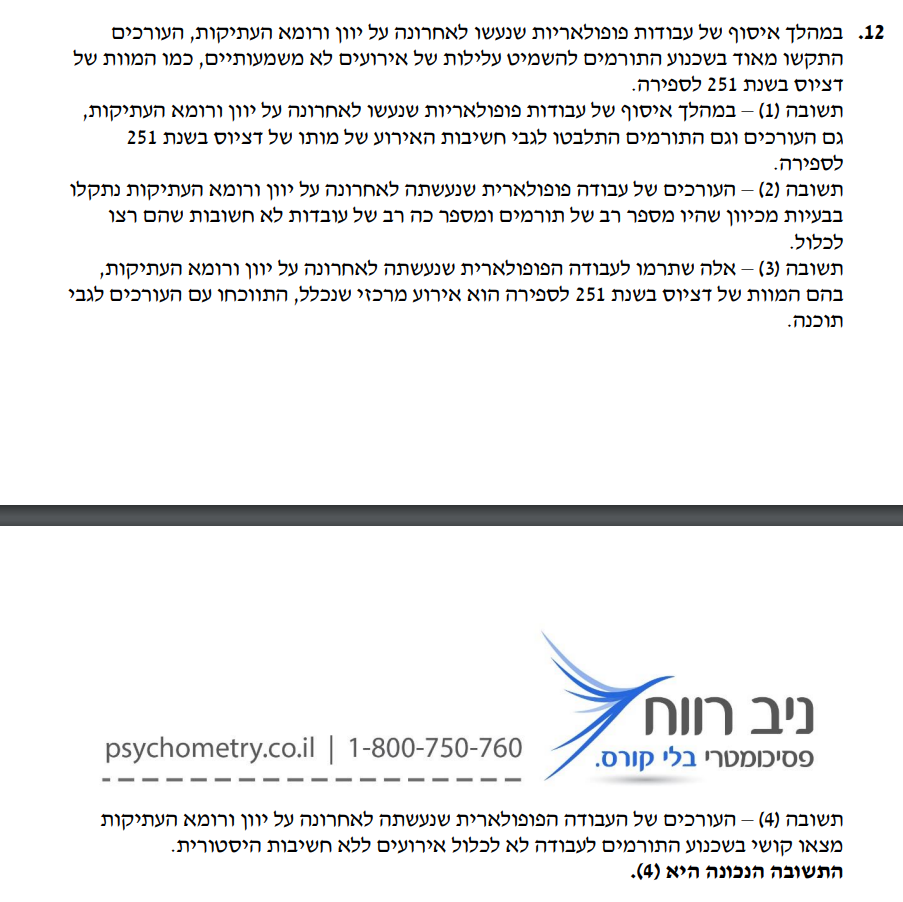 12. במהלך איסוף של עבודות פופולאריות שנעשו לאחרונה על יוון ורומא העתיקות, העורכים
התקשו מאוד בשכנוע התורמים להשמיט עלילות של אירועים לא משמעותיים, כמו המוות של
דציוס בשנת 251 לספירה.
תשובה (1) – במהלך איסוף של עבודות פופולאריות שנעשו לאחרונה על יוון ורומא העתיקות,
גם העורכים וגם התורמים התלבטו לגבי חשיבות האירוע של מותו של דציוס בשנת 251
לספירה.
תשובה (2) – העורכים של עבודה פופולארית שנעשתה לאחרונה על יוון ורומא העתיקות נתקלו
בבעיות מכיוון שהיו מספר רב של תורמים ומספר כה רב של עובדות לא חשובות שהם רצו
לכלול.
תשובה (3) – אלה שתרמו לעבודה הפופולארית שנעשתה לאחרונה על יוון ורומא העתיקות,
בהם המוות של דציוס בשנת 251 לספירה הוא אירוע מרכזי שנכלל, התווכחו עם העורכים לגבי
תוכנה.
ניב רווח
פסיכומטרי בלי קורס.
psychometry.co.il | 1-800-750-760
תשובה (4) – העורכים של העבודה הפופולארית שנעשתה לאחרונה על יוון ורומא העתיקות
מצאו קושי בשכנוע התורמים לעבודה לא לכלול אירועים ללא חשיבות היסטורית.
התשובה הנכונה היא (4).